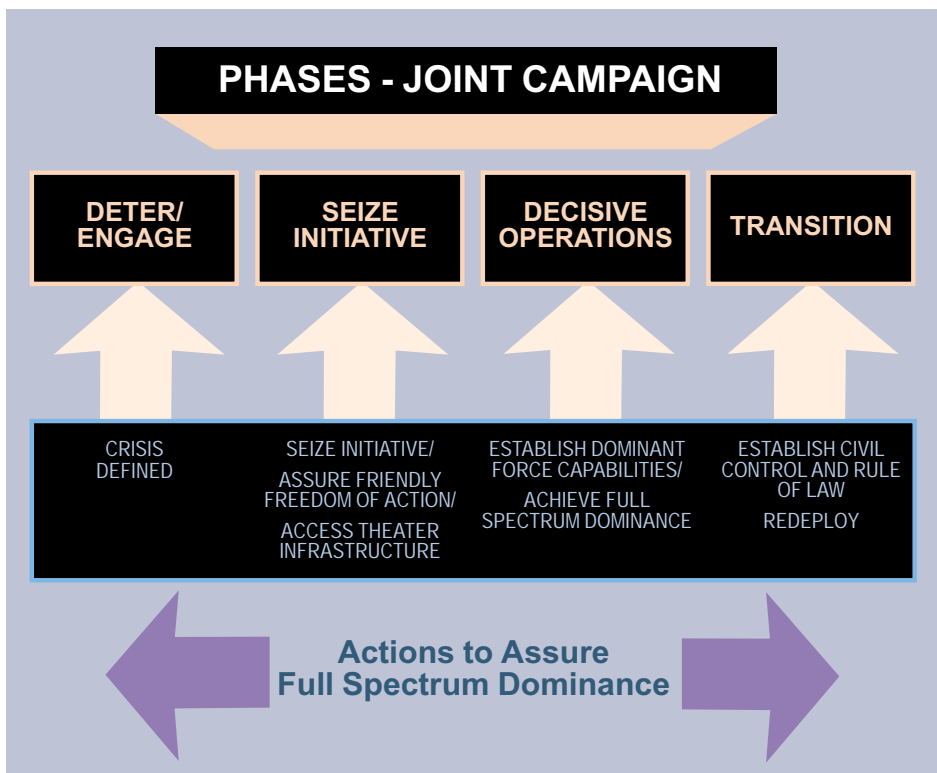 PHASES - JOINT CAMPAIGN
DETER/
ENGAGE
SEIZE
INITIATIVE
DECISIVE
OPERATIONS
TRANSITION
CRISIS
DEFINED
SEIZE INITIATIVE/
ASSURE FRIENDLY
FREEDOM OF ACTION/
ACCESS THEATER
INFRASTRUCTURE
ESTABLISH DOMINANT
FORCE CAPABILITIES/
ACHIEVE FULL
SPECTRUM DOMINANCE
ESTABLISH CIVIL
CONTROL AND RULE
OF LAW
REDEPLOY
Actions to Assure
Full Spectrum Dominance